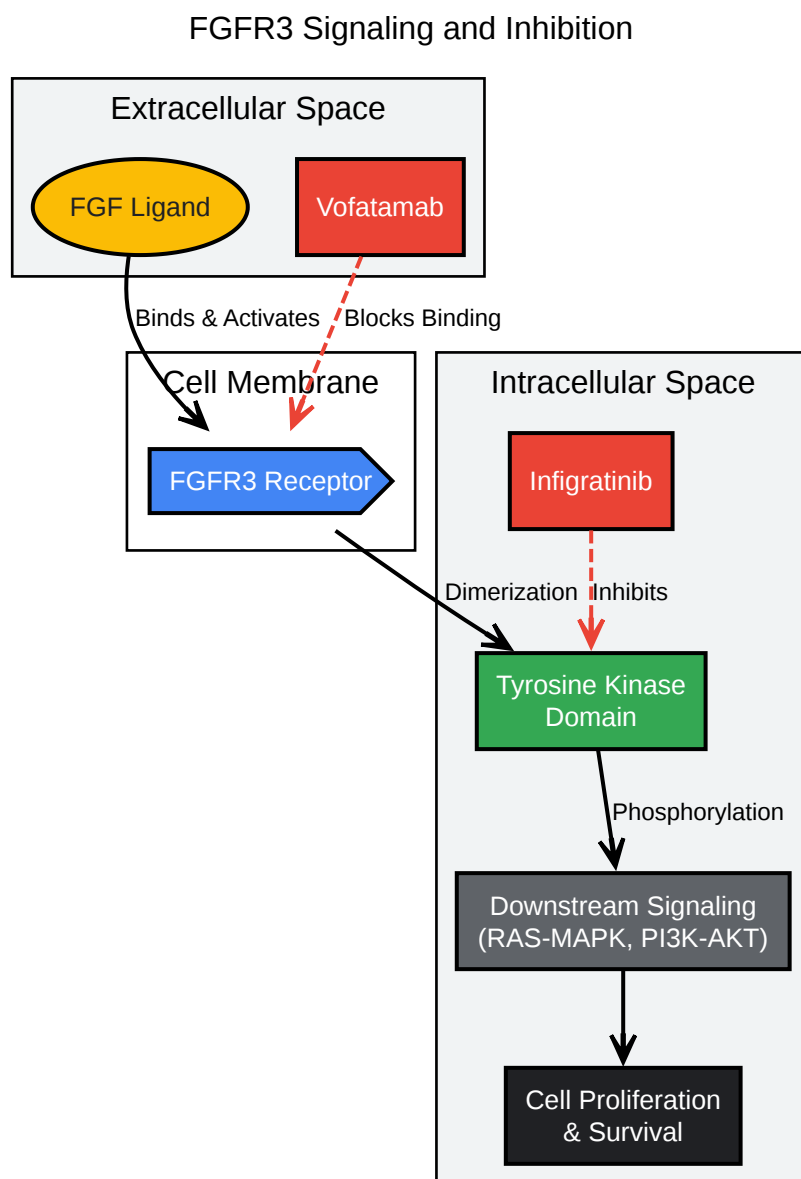 FGFR3 Signaling and Inhibition
Extracellular Space
FGF Ligand
Vofatamab
Binds & Activates
Blocks Binding
Cell Membrane
Intracellular Space
FGFR3 Receptor
Infigratinib
Dimerization
Inhibits
Tyrosine Kinase
Domain
Phosphorylation
Downstream Signaling
(RAS-MAPK, PI3K-AKT)
Cell Proliferation
& Survival